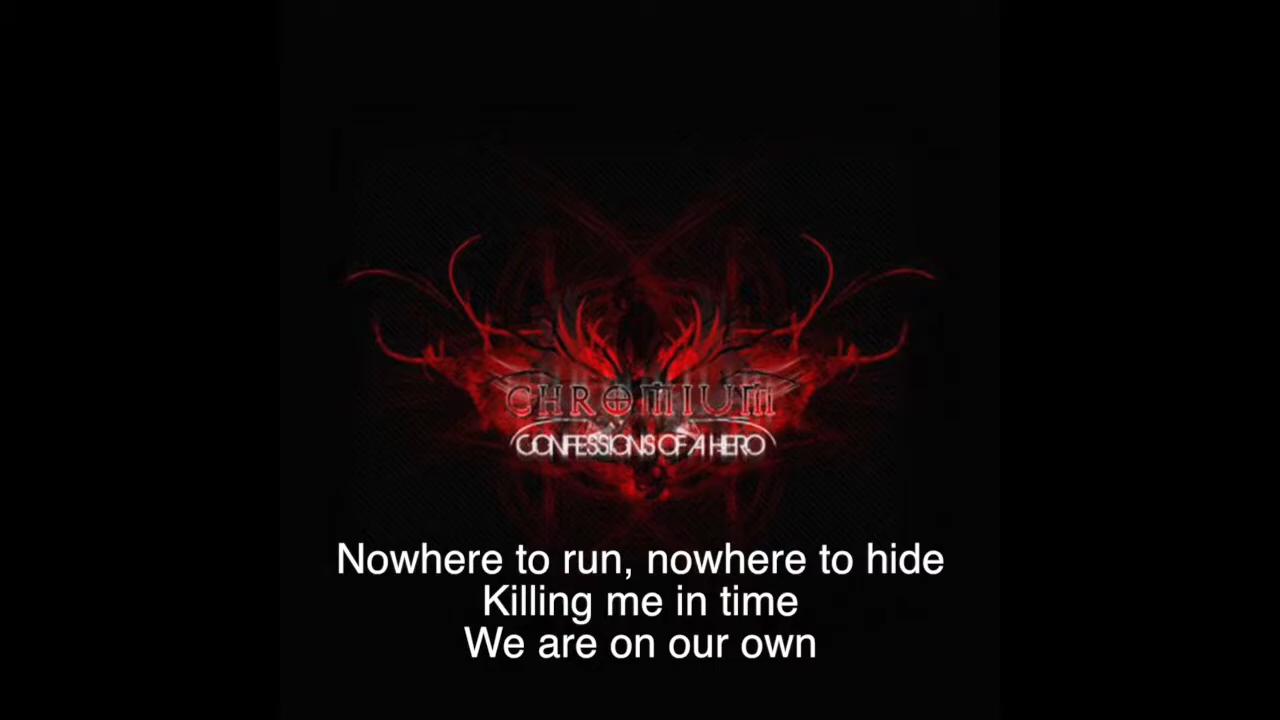 CHROMIUM
CONFESSIONS OF A HERO
Nowhere to run, nowhere to hide
Killing me in time
We are on our own